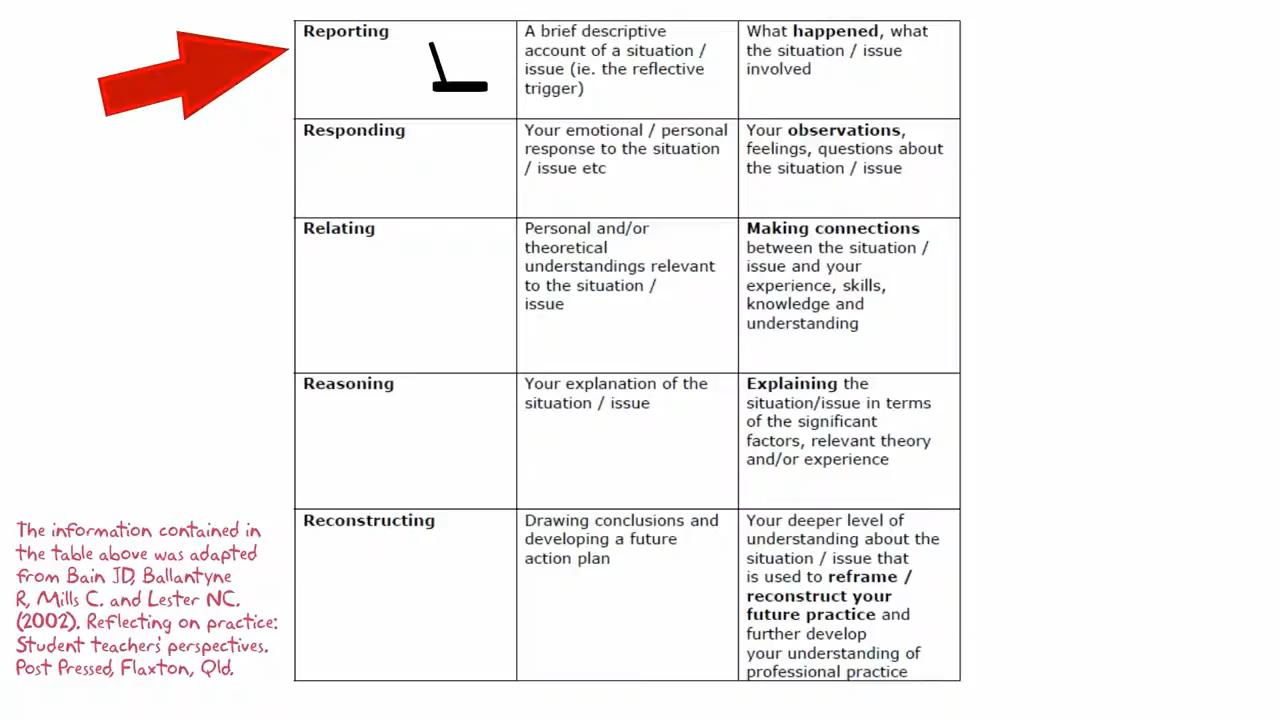 Reporting
A brief descriptive
account of a situation /
issue (ie. the reflective
trigger)
What happened, what
the situation / issue
involved
Responding
Your emotional / personal
response to the situation
/ issue etc
Your observations,
feelings, questions about
the situation / issue
Relating
Personal and/or
theoretical
understandings relevant
to the situation /
issue
Making connections
between the situation /
issue and your
experience, skills,
knowledge and
understanding
Reasoning
Your explanation of the
situation / issue
Explaining the
situation/issue in terms
of the significant
factors, relevant theory
and/or experience
Reconstructing
Drawing conclusions and
developing a future
action plan
Your deeper level of
understanding about the
situation / issue that
is used to reframe /
reconstruct your
future practice and
further develop
your understanding of
professional practice
The information contained in
the table above was adapted
from Bain JD, Ballantyne
R, Mills C. and Lester NC.
(2002). Reflecting on practice:
Student teachers' perspectives.
Post Pressed, Flaxton, Qld.